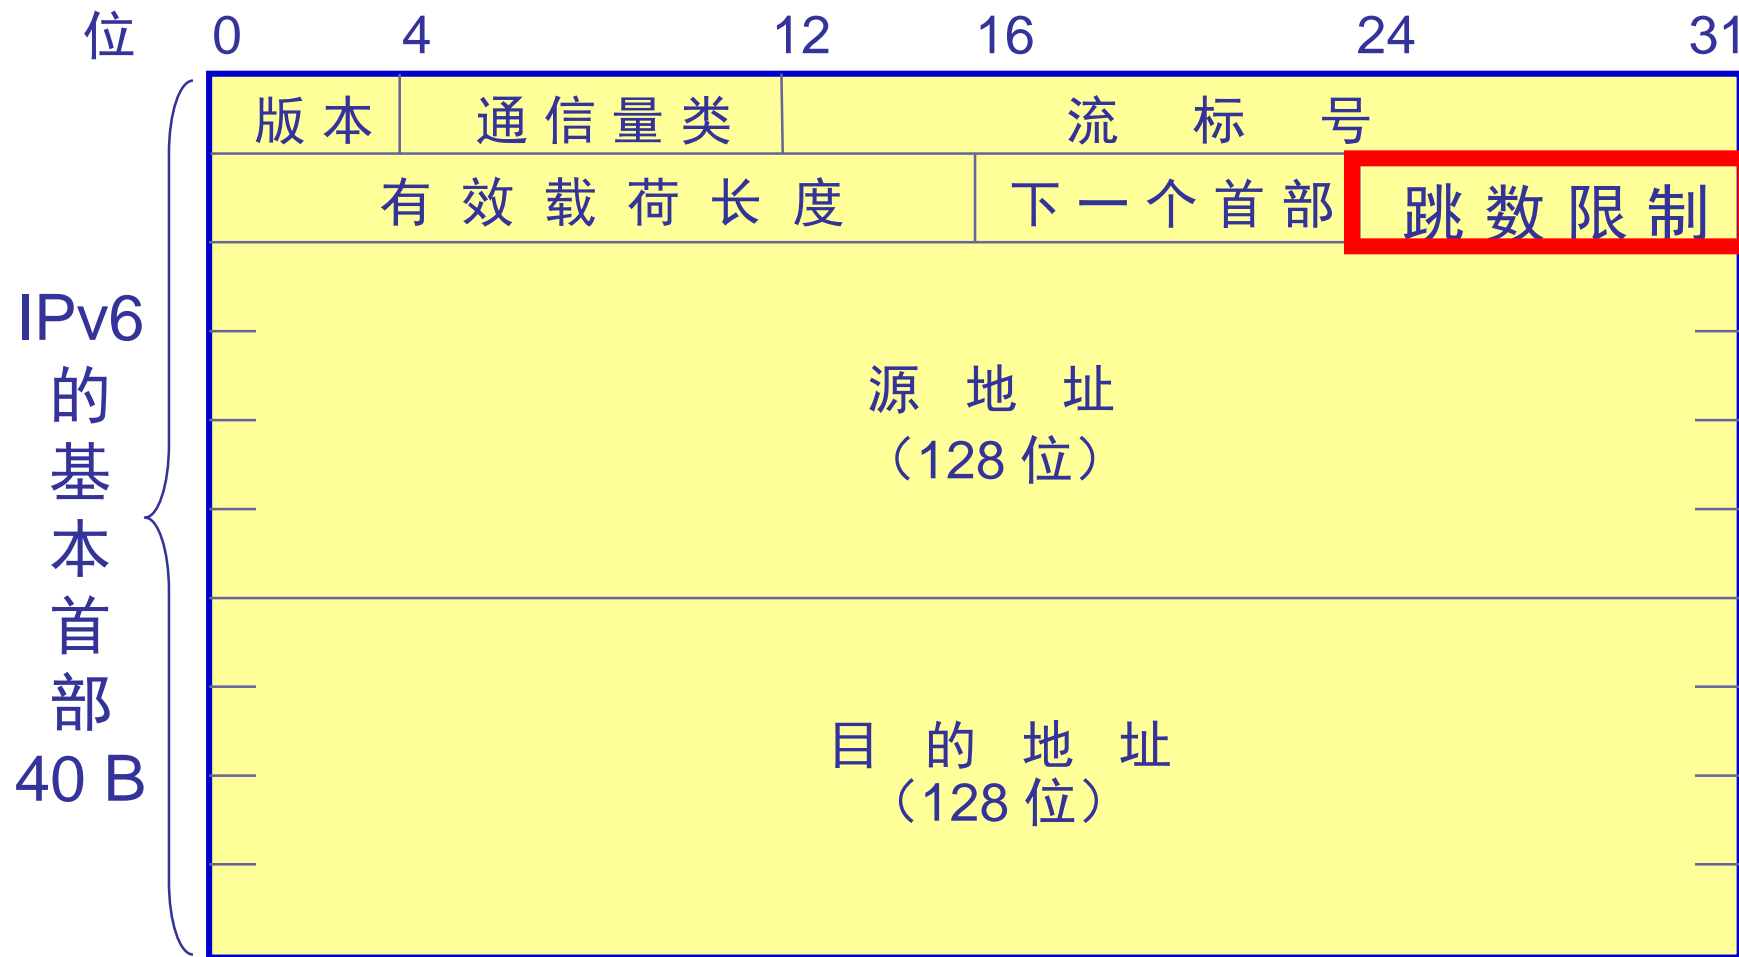 位 0 4 12 16 24 31
版 本 通 信 量 类 流 标 号
有 效 载 荷 长 度 下 一 个 首 部 跳 数 限 制
源 地 址
（128 位）
目 的 地 址
（128 位）
IPv6
的
基
本
首
部
40 B